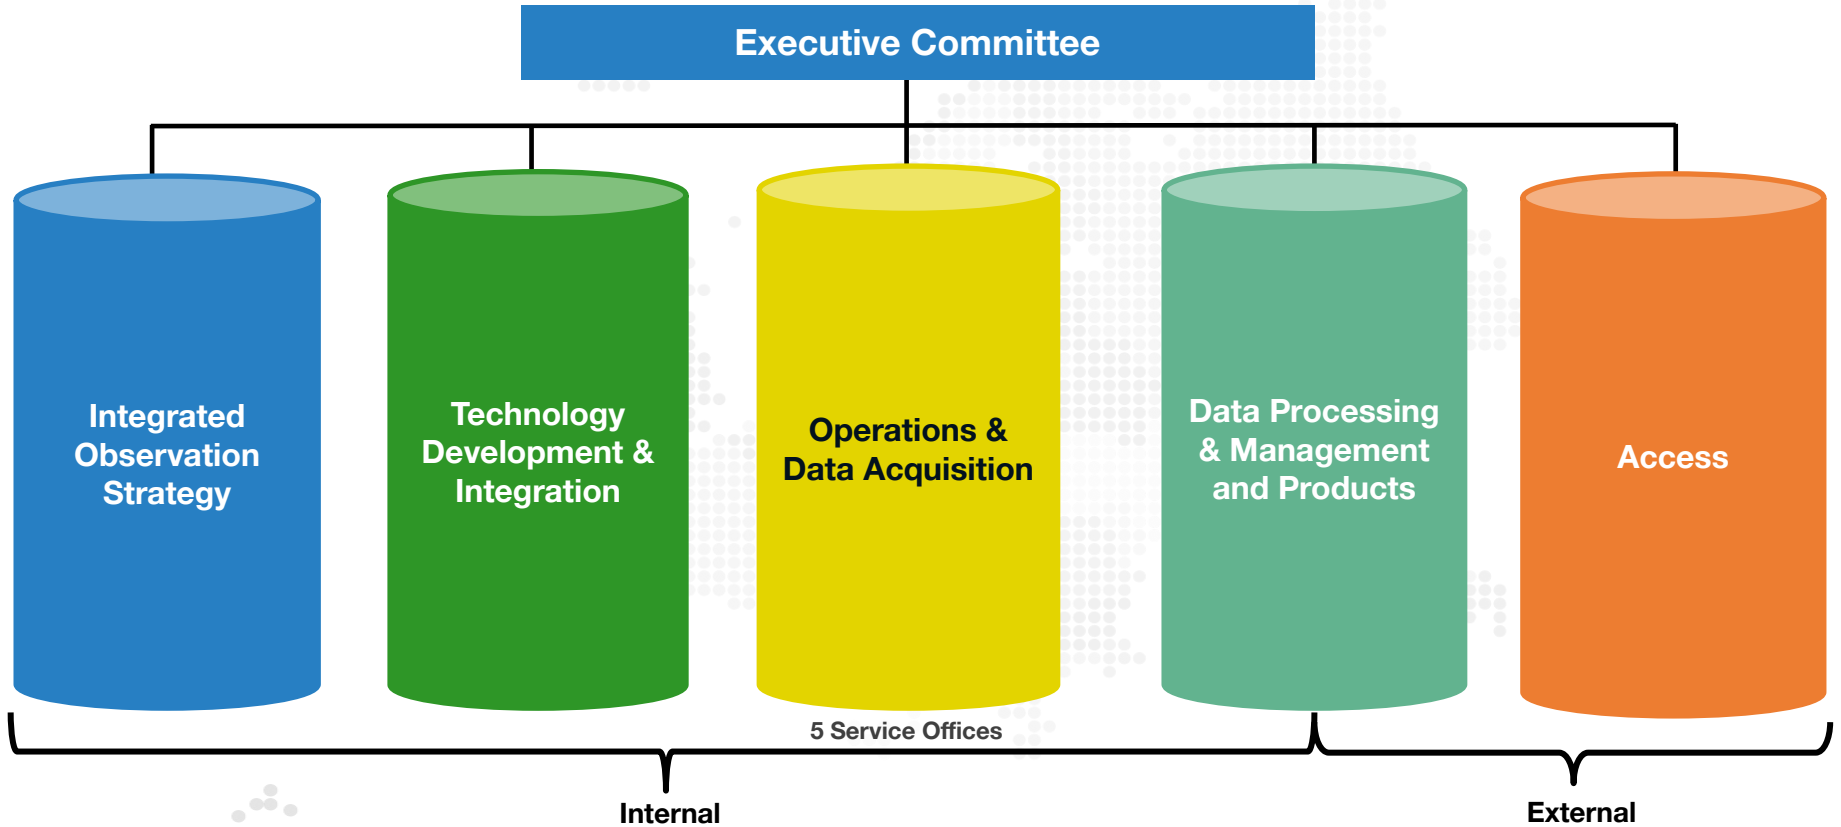 Executive Committee
Integrated
Observation
Strategy
Technology
Development &
Integration
Operations &
Data Acquisition
Data Processing
& Management
and Products
Access
5 Service Offices
Internal
External